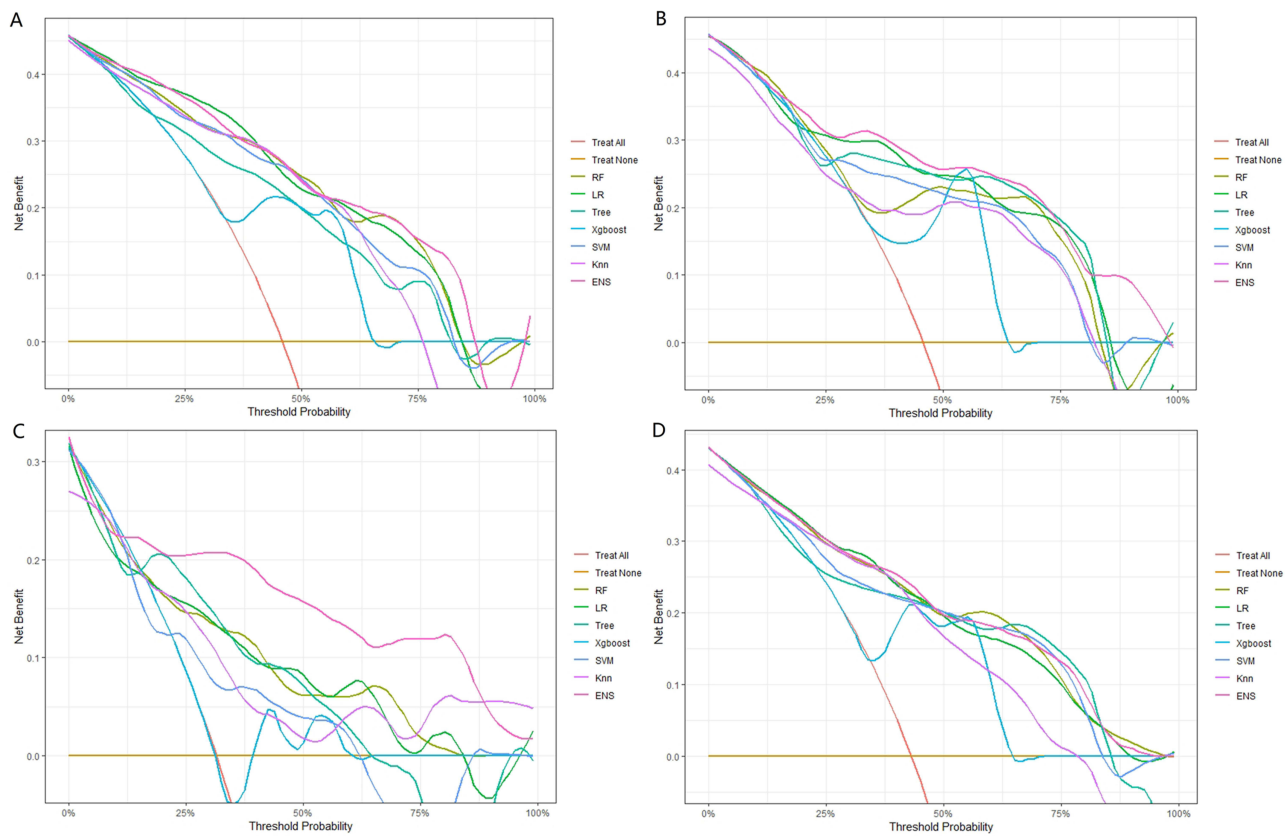 A
Net Benefit
0.4
0.3
0.2
0.1
0.0
0%
25%
50%
75%
100%
Threshold Probability
Treat All
Treat None
RF
LR
Tree
Xgboost
SVM
Knn
ENS
B
Net Benefit
0.4
0.3
0.2
0.1
0.0
0%
25%
50%
75%
100%
Threshold Probability
Treat All
Treat None
RF
LR
Tree
Xgboost
SVM
Knn
ENS
C
Net Benefit
0.3
0.2
0.1
0.0
0%
25%
50%
75%
100%
Threshold Probability
Treat All
Treat None
RF
LR
Tree
Xgboost
SVM
Knn
ENS
D
Net Benefit
0.4
0.3
0.2
0.1
0.0
0%
25%
50%
75%
100%
Threshold Probability
Treat All
Treat None
RF
LR
Tree
Xgboost
SVM
Knn
ENS